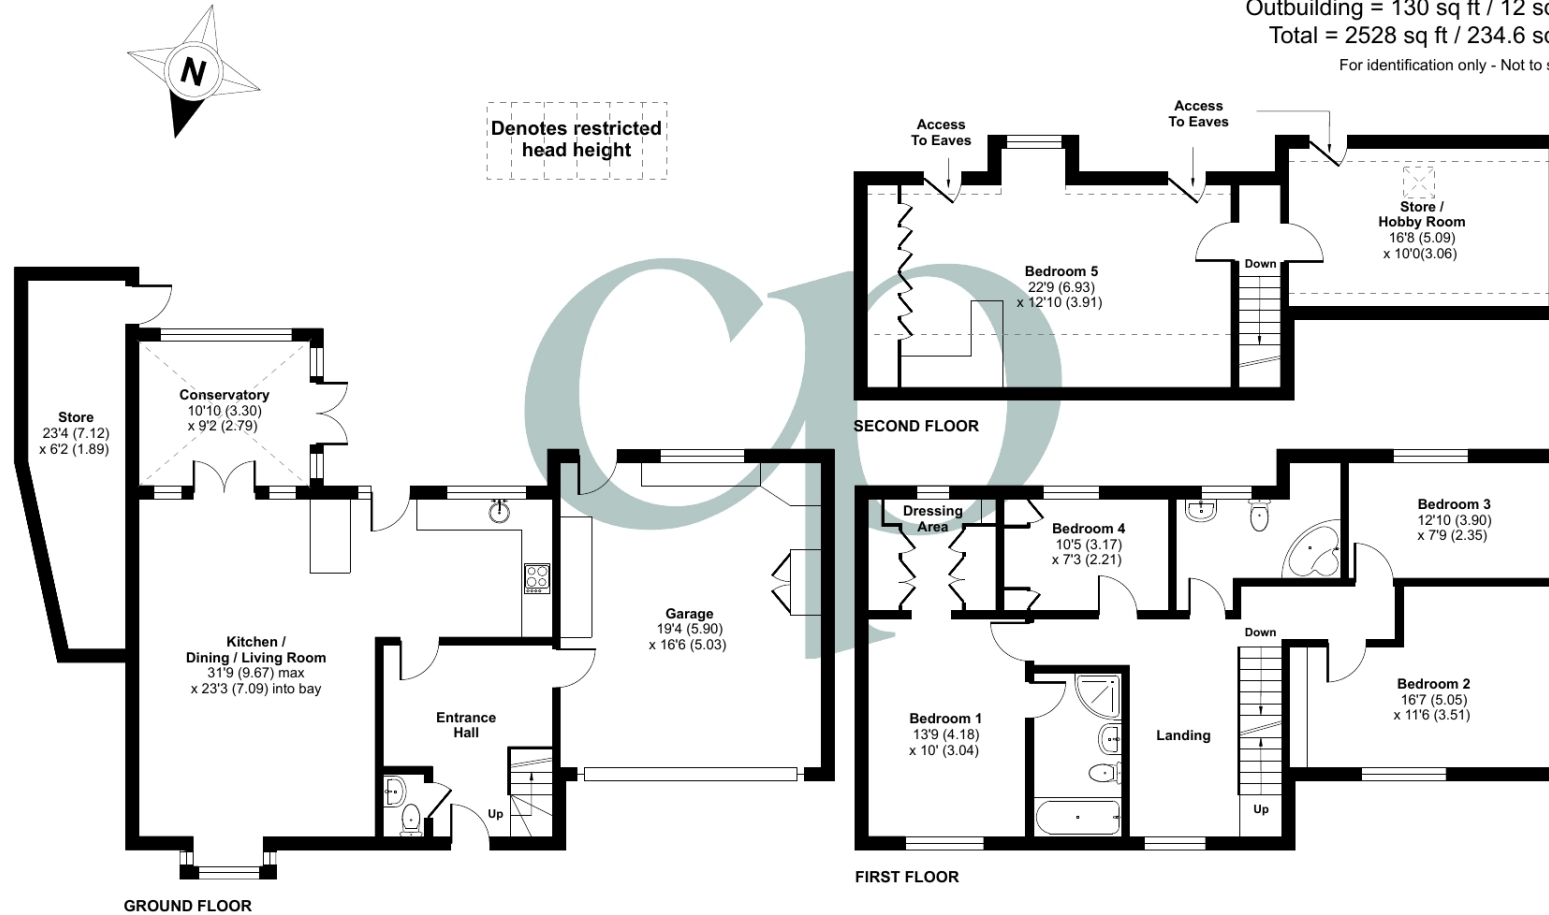 Outbuilding = 130 sq ft / 12 sq
Total = 2528 sq ft / 234.6 sq
For identification only - Not to s
N
Denotes restricted
head height
Access
To Eaves
Access
To Eaves
Store /
Hobby Room
16'8 (5.09)
x 10'0(3.06)
Down
Bedroom 5
22'9 (6.93)
x 12'10 (3.91)
cp
SECOND FLOOR
Conservatory
10'10 (3.30)
x 9'2 (2.79)
Store
23'4 (7.12)
x 6'2 (1.89)
Kitchen /
Dining / Living Room
31'9 (9.67) max
x 23'3 (7.09) into bay
Entrance
Hall
Up
Garage
19'4 (5.90)
x 16'6 (5.03)
GROUND FLOOR
Dressing
Area
Bedroom 4
10'5 (3.17)
x 7'3 (2.21)
Bedroom 3
12'10 (3.90)
x 7'9 (2.35)
Down
Bedroom 2
16'7 (5.05)
x 11'6 (3.51)
Bedroom 1
13'9 (4.18)
x 10' (3.04)
Landing
Up
FIRST FLOOR